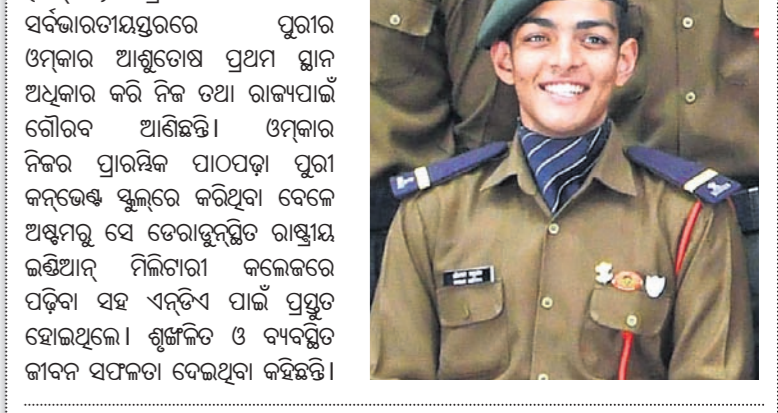 ସର୍ବଭାରତୀୟସ୍ତରରେ ପୁରୀର
ଓମ୍‌କାର ଆଶୁତୋଷ ପ୍ରଥମ ସ୍ଥାନ
ଅଧିକାର କରି ନିଜ ତଥା ରାଜ୍ୟପାଇଁ
ଗୌରବ ଆଣିଛନ୍ତି। ଓମ୍‌କାର
ନିଜର ପ୍ରାରମ୍ଭିକ ପାଠପଢ଼ା ପୁରୀ
କନ୍‌ଭେଣ୍ଟ ସ୍କୁଲ୍‌ରେ କରିଥିବା ବେଳେ
ଅଷ୍ଟମରୁ ସେ ଡେରାଡୁନ୍‌ସ୍ଥିତ ରାଷ୍ଟ୍ରୀୟ
ଇଣ୍ଡିଆନ୍ ମିଲିଟାରୀ କଲେଜରେ
ପଢ଼ିବା ସହ ଏନ୍‌ଡିଏ ପାଇଁ ପ୍ରସ୍ତୁତ
ହୋଇଥିଲେ। ଶୃଙ୍ଖଳିତ ଓ ବ୍ୟବସ୍ଥିତ
ଜୀବନ ସଫଳତା ଦେଇଥିବା କହିଛନ୍ତି।